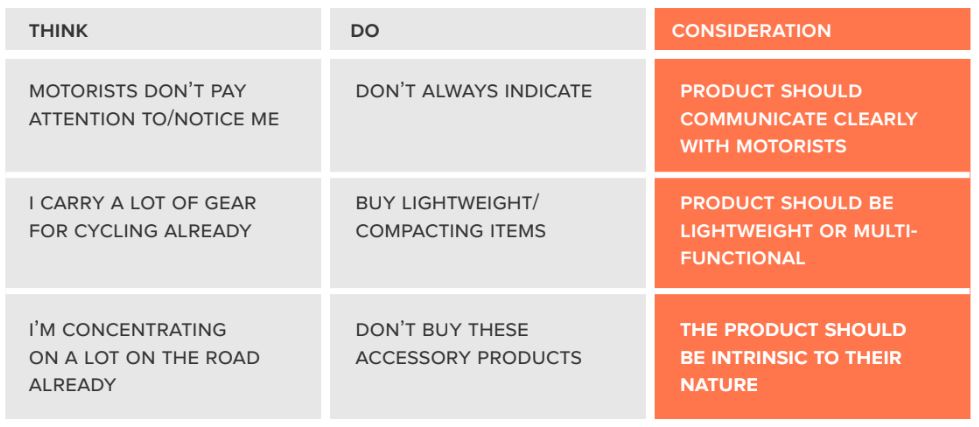 THINK
DO
CONSIDERATION
MOTORISTS DON'T PAY
ATTENTION TO/NOTICE ME
DON'T ALWAYS INDICATE
PRODUCT SHOULD
COMMUNICATE CLEARLY
WITH MOTORISTS
I CARRY A LOT OF GEAR
FOR CYCLING ALREADY
BUY LIGHTWEIGHT/
COMPACTING ITEMS
PRODUCT SHOULD BE
LIGHTWEIGHT OR MULTI-
FUNCTIONAL
I'M CONCENTRATING
ON A LOT ON THE ROAD
ALREADY
DON'T BUY THESE
ACCESSORY PRODUCTS
THE PRODUCT SHOULD
BE INTRINSIC TO THEIR
NATURE